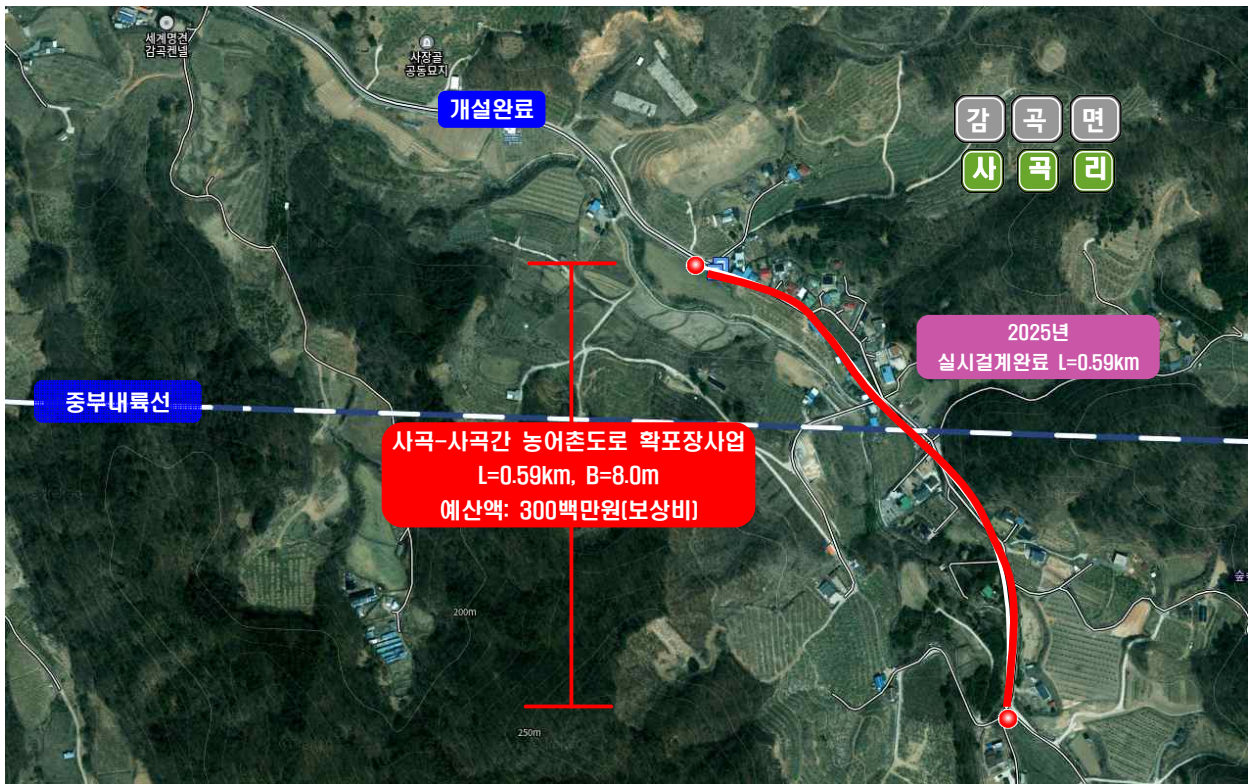 세계명견
감곡켄넬
사장골
공동묘지
개설완료
감 곡 면
사 곡 리
2025년
실시걸계완료 L=0.59km
중부내륙선
사곡-사곡간 농어촌도로 확포장사업
L=0.59km, B=8.0m
예산액: 300백만원(보상비)
200m
250m
숲